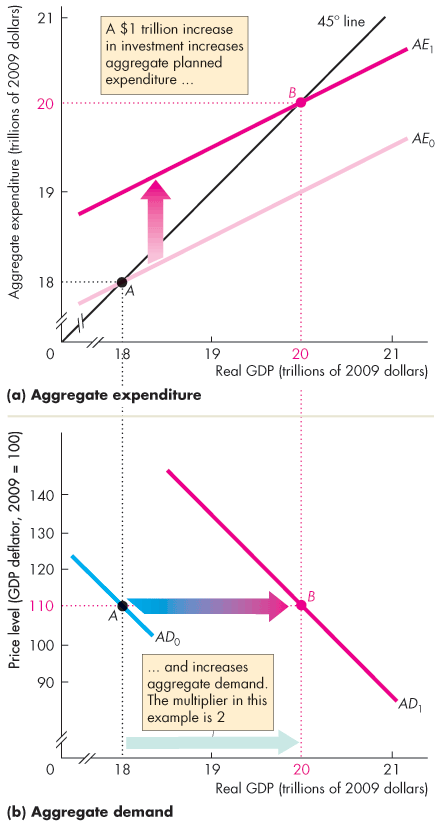 Aggregate expenditure (trillions of 2009 dollars)
21
20
19
18
0
A $1 trillion increase
in investment increases
aggregate planned
expenditure ...
45° line
AE1
B
AE0
A
18
19
20
21
Real GDP (trillions of 2009 dollars)
(a) Aggregate expenditure
Price level (GDP deflator, 2009 = 100)
140
130
120
110
100
90
0
A
B
AD0
... and increases
aggregate demand.
The multiplier in this
example is 2
AD1
18
19
20
21
Real GDP (trillions of 2009 dollars)
(b) Aggregate demand